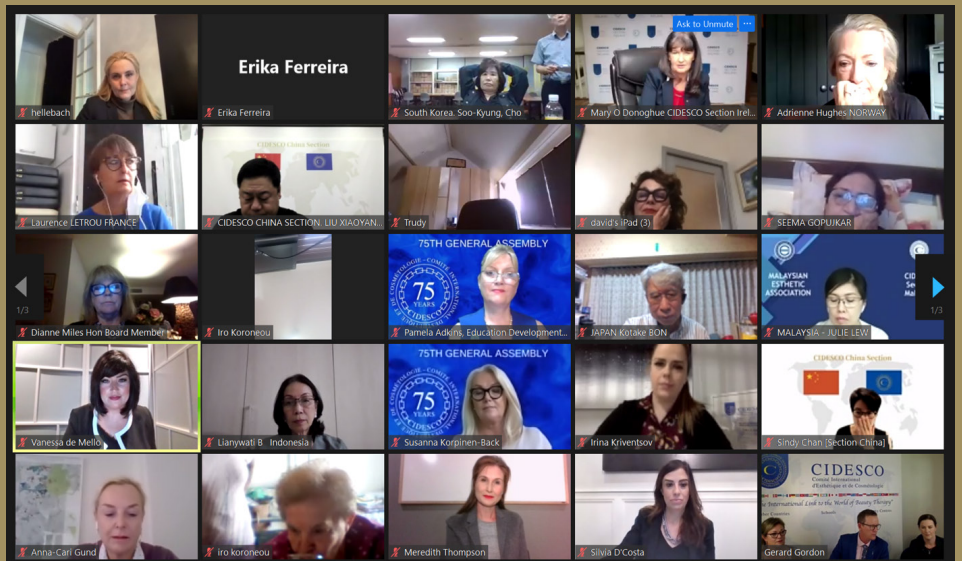 hellebach
Erika Ferreira
Erika Ferreira
South Korea. Soo-Kyung, Cho
Ask to Unmute ...
Mary O Donoghue CIDESCO Section Irel...
Adrienne Hughes NORWAY
Laurence LETROU FRANCE
CIDESCO China Section
CIDESCO CHINA SECTION. LIU XIAOYAN...
Trudy
david's iPad (3)
SEEMA GOPUJKAR
1/3
Dianne Miles Hon Board Member
Iro Koroneou
75TH GENERAL ASSEMBLY
75
YEARS
CIDESCO
Pamela Adkins, Education Development...
JAPAN Kotake BON
MALAYSIAN
ESTHETIC
ASSOCIATION
CID
Se
Mal
MALAYSIA - JULIE LEW
1/3
Vanessa de Mello
Lianywati B Indonesia
75TH GENERAL ASSEMBLY
75
YEARS
CIDESCO
Susanna Korpinen-Back
Irina Kriventsov
CIDESCO China Section
Sindy Chan [Section China]
Anna-Cari Gund
iro koroneou
Meredith Thompson
Silvia D'Costa
CIDESCO
Comité International
d'Esthétique et de Cosmétologie
he International Link to the World of Beauty Therapy
Gerard Gordon